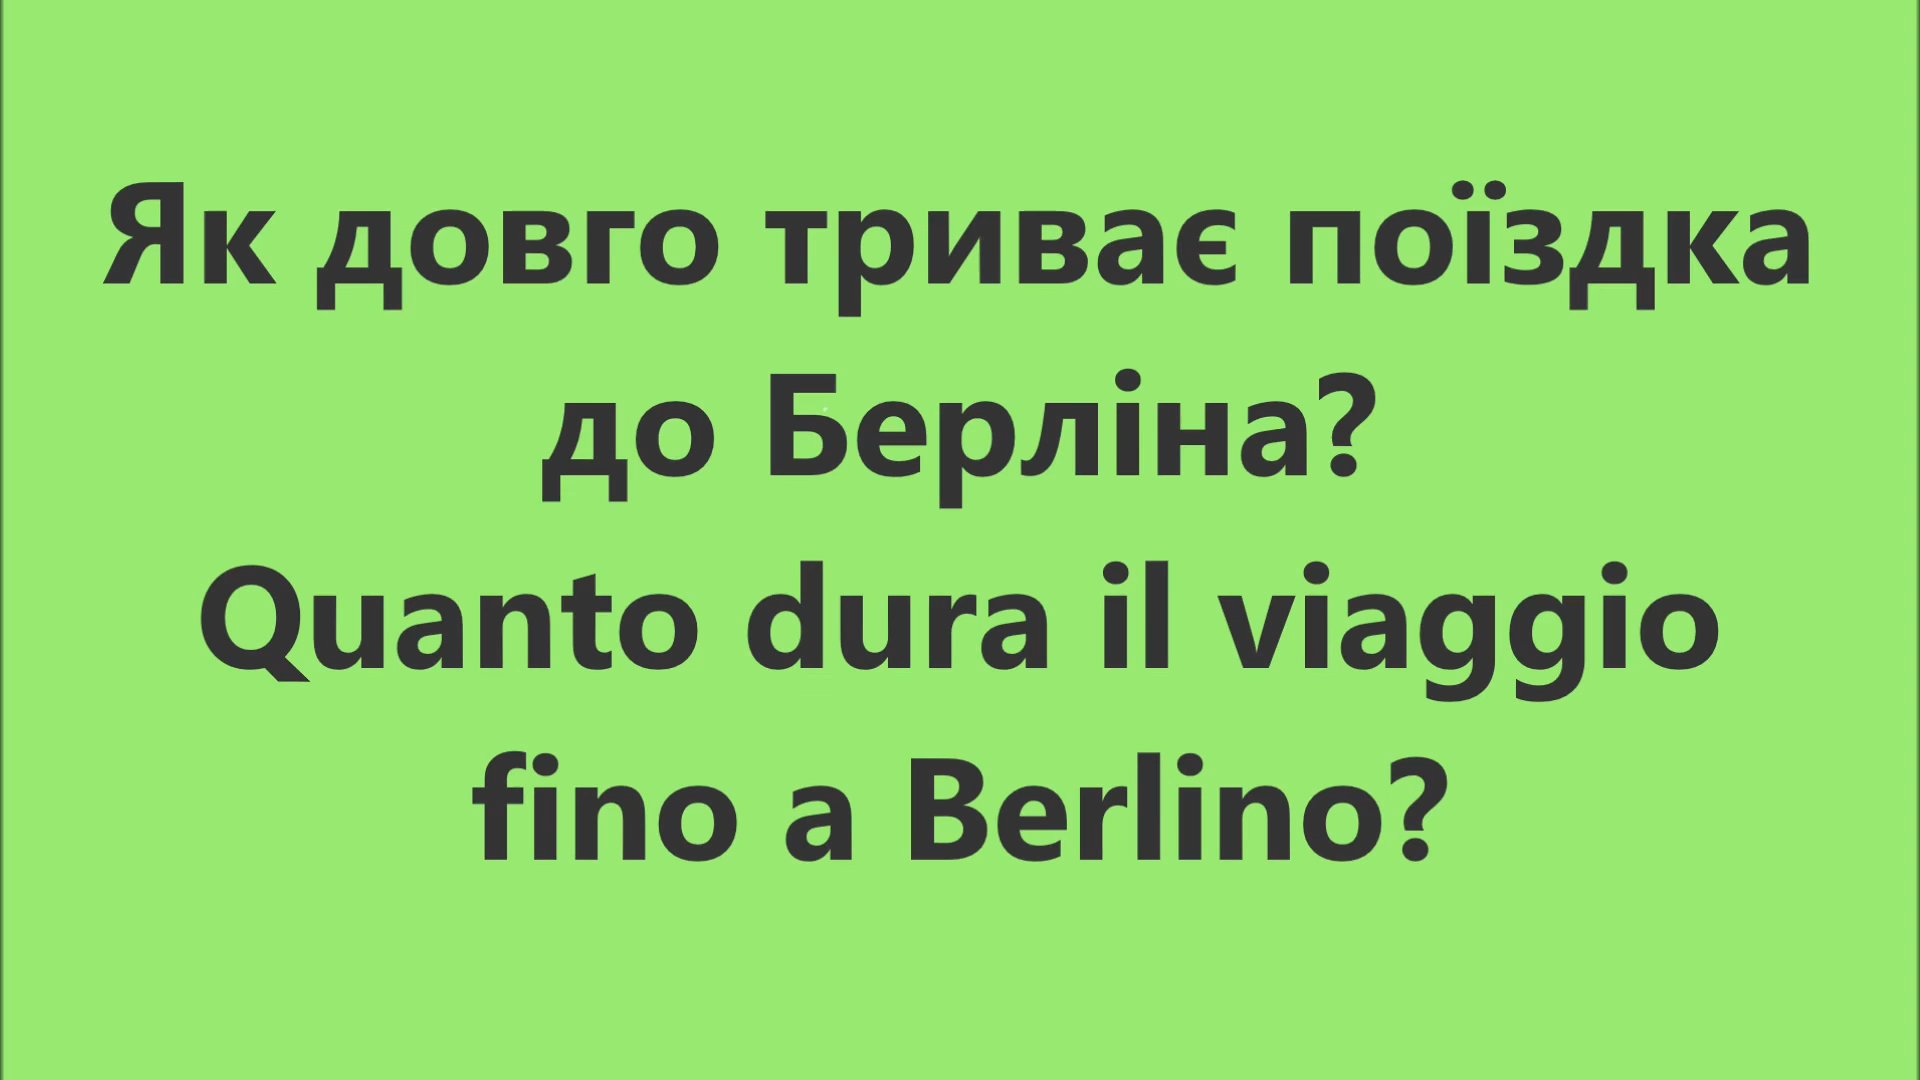 Як довго триває поїздка
до Берліна?
Quanto dura il viaggio
fino a Berlino?